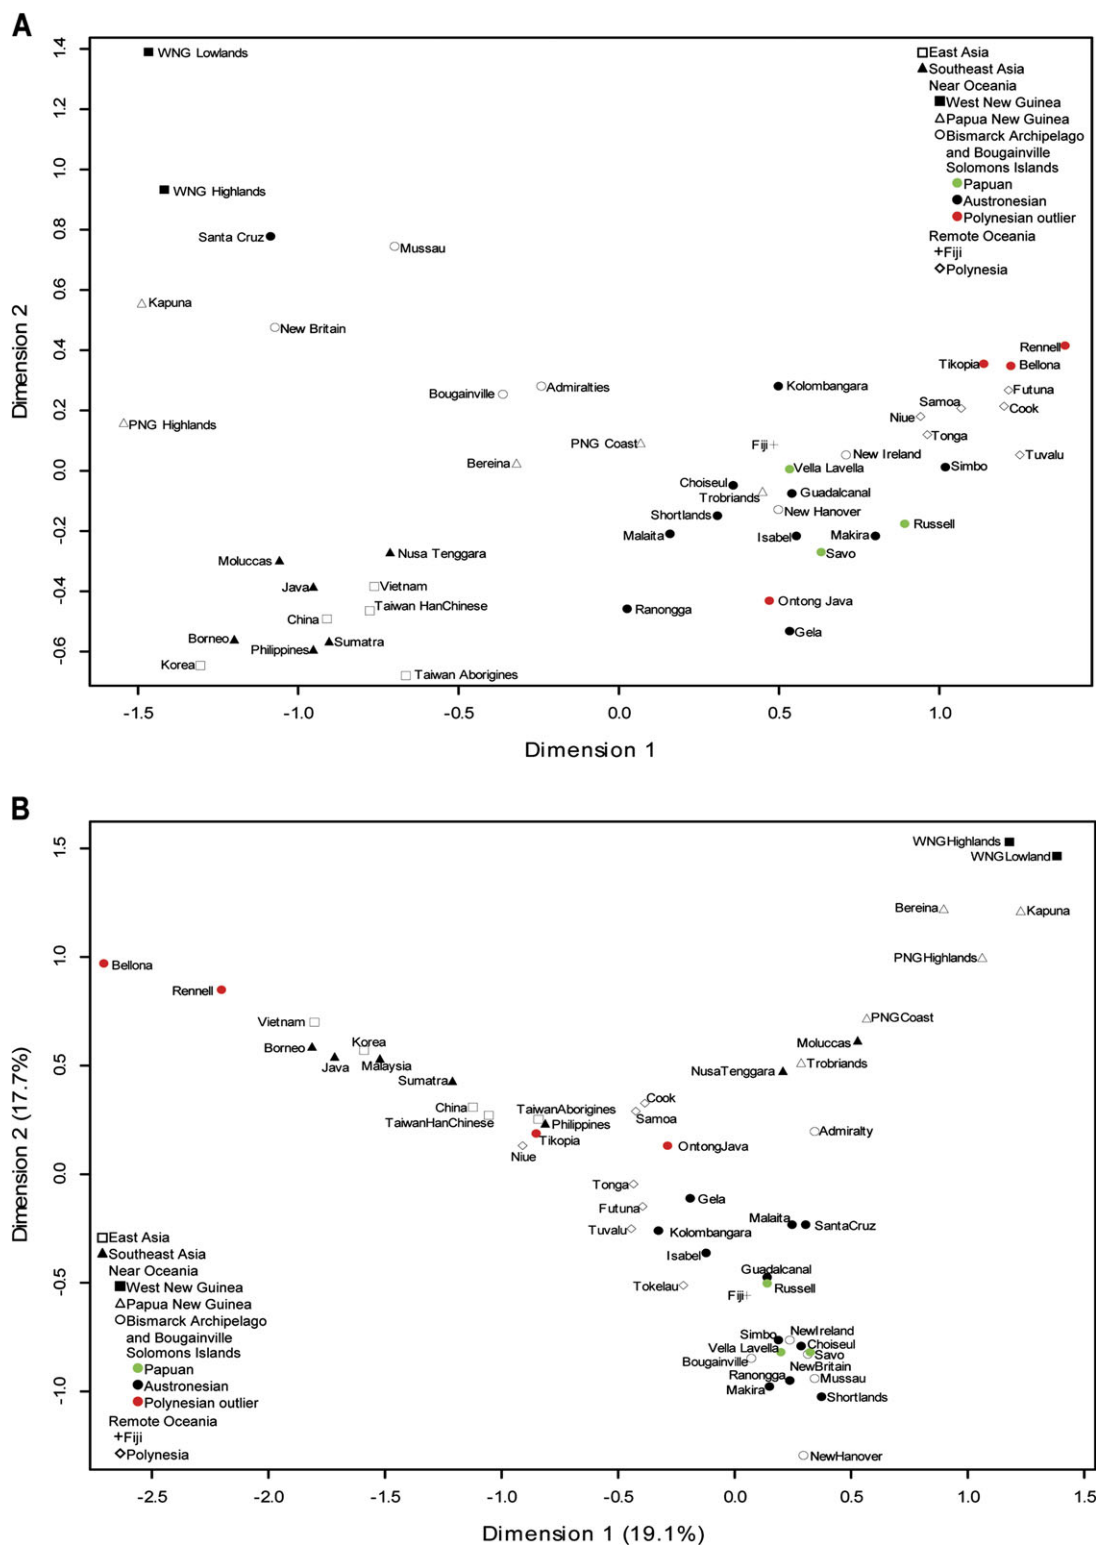 A
WNG Lowlands
East Asia
Southeast Asia
Near Oceania
West New Guinea
Papua New Guinea
Bismarck Archipelago
and Bougainville
Solomons Islands
Papuan
Austronesian
Polynesian outlier
Remote Oceania
Fiji
Polynesia
WNG Highlands
Santa Cruz
Mussau
Kapuna
New Britain
Rennell
Tikopia
Bellona
Bougainville
Admiralties
Kolombangara
Futuna
Samoa
Cook
Niue
PNG Highlands
Tonga
PNG Coast
Fiji
New Ireland
Tuvalu
Bereina
Vella Lavella
Simbo
Choiseul
Trobriands
Guadalcanal
New Hanover
Shortlands
Russell
Malaita
Isabel
Makira
Savo
Moluccas
Nusa Tenggara
Java
Vietnam
Taiwan HanChinese
China
Ranongga
Ontong Java
Gela
Borneo
Sumatra
Philippines
Korea
Taiwan Aborigines
1.4
1.2
1.0
0.8
0.6
0.4
0.2
0.0
-0.2
-0.4
-0.6
Dimension 2
-1.5 -1.0 -0.5 0.0 0.5 1.0
Dimension 1
B
WNGHighlands
WNGLowland
Bereina
Kapuna
PNGHighlands
Bellona
Rennell
PNGCoast
Vietnam
Moluccas
Borneo
Korea
Java
Malaysia
Trobriands
NusaTenggara
Sumatra
Cook
China
TaiwanAborigines
Samoa
TaiwanHanChinese
Philippines
Admiralty
Tikopia
OntongJava
Niue
Tonga
Gela
Futuna
Malaita
SantaCruz
Tuvalu
Kolombangara
Isabel
Guadalcanal
Tokelau
Russell
Fiji
Simbo
NewIreland
Vella Lavella
Choiseul
Savo
Bougainville
NewBritain
Ranongga
Mussau
Makira
Shortlands
NewHanover
East Asia
Southeast Asia
Near Oceania
West New Guinea
Papua New Guinea
Bismarck Archipelago
and Bougainville
Solomons Islands
Papuan
Austronesian
Polynesian outlier
Remote Oceania
Fiji
Polynesia
1.5
1.0
0.5
0.0
-0.5
-1.0
Dimension 2 (17.7%)
-2.5 -2.0 -1.5 -1.0 -0.5 0.0 0.5 1.0 1.5
Dimension 1 (19.1%)